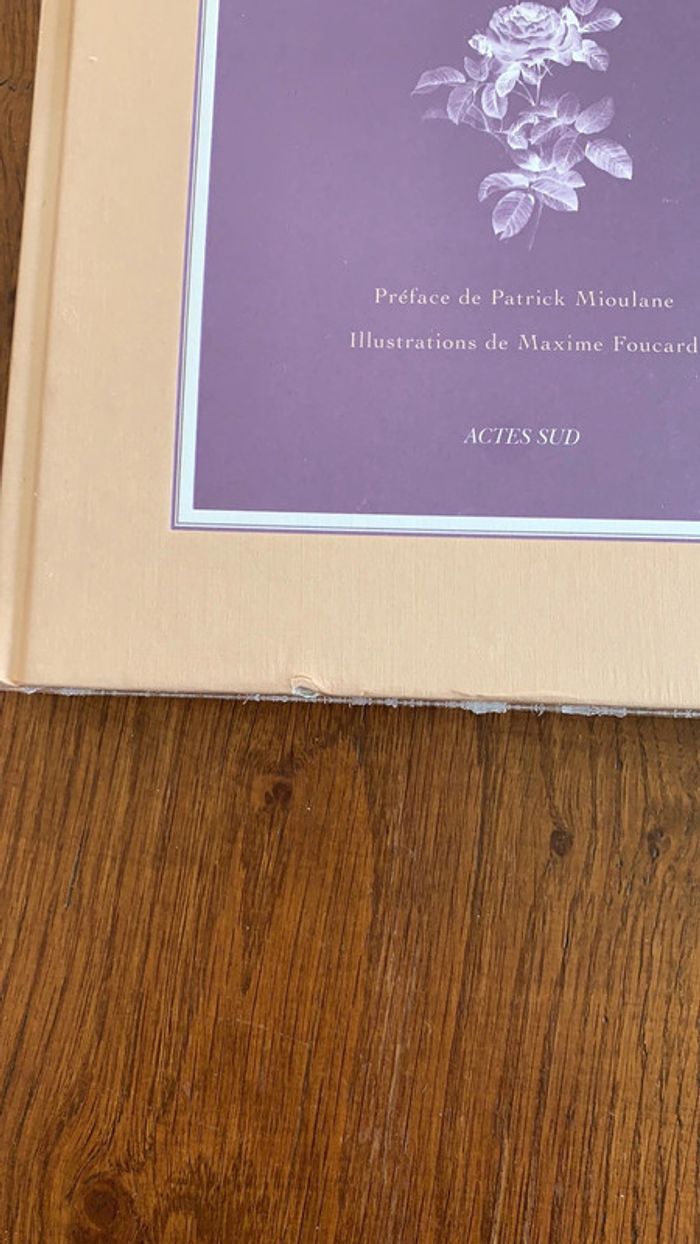 Préface de Patrick Mioulane
Illustrations de Maxime Foucard
ACTES SUD